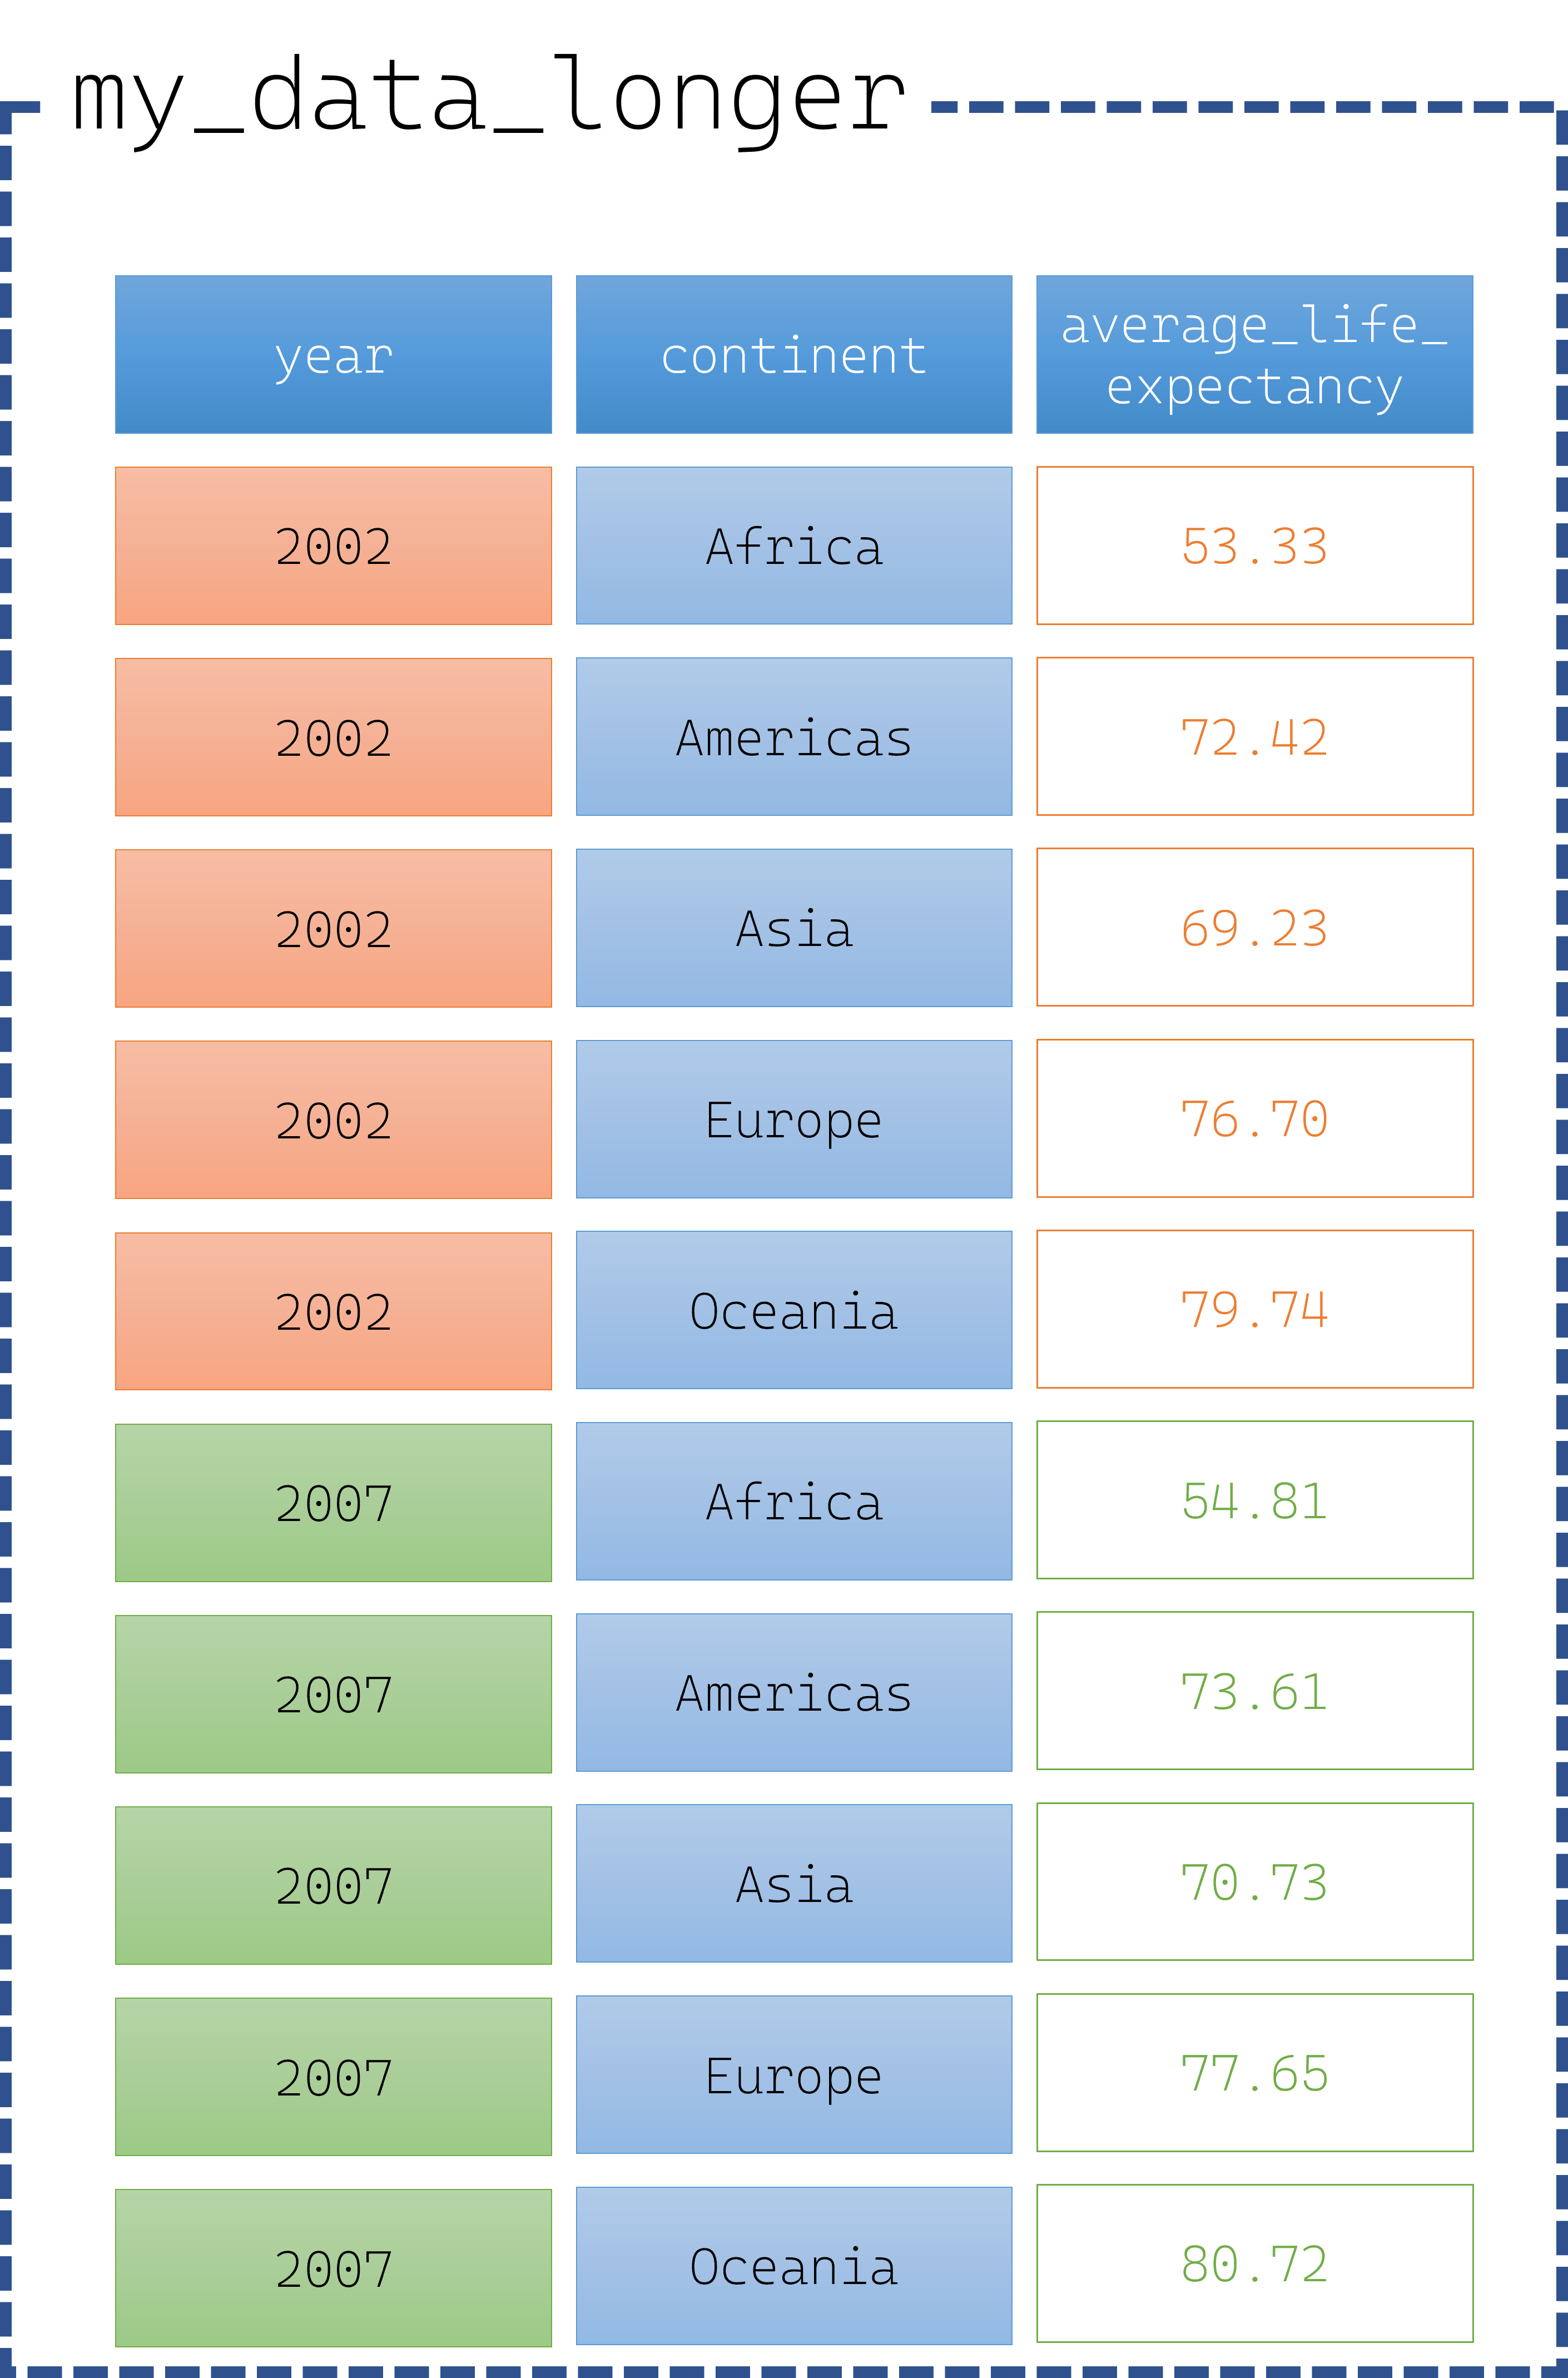 my_data_longer
year continent average_life_
expectancy
2002 Africa 53.33
2002 Americas 72.42
2002 Asia 69.23
2002 Europe 76.70
2002 Oceania 79.74
2007 Africa 54.81
2007 Americas 73.61
2007 Asia 70.73
2007 Europe 77.65
2007 Oceania 80.72